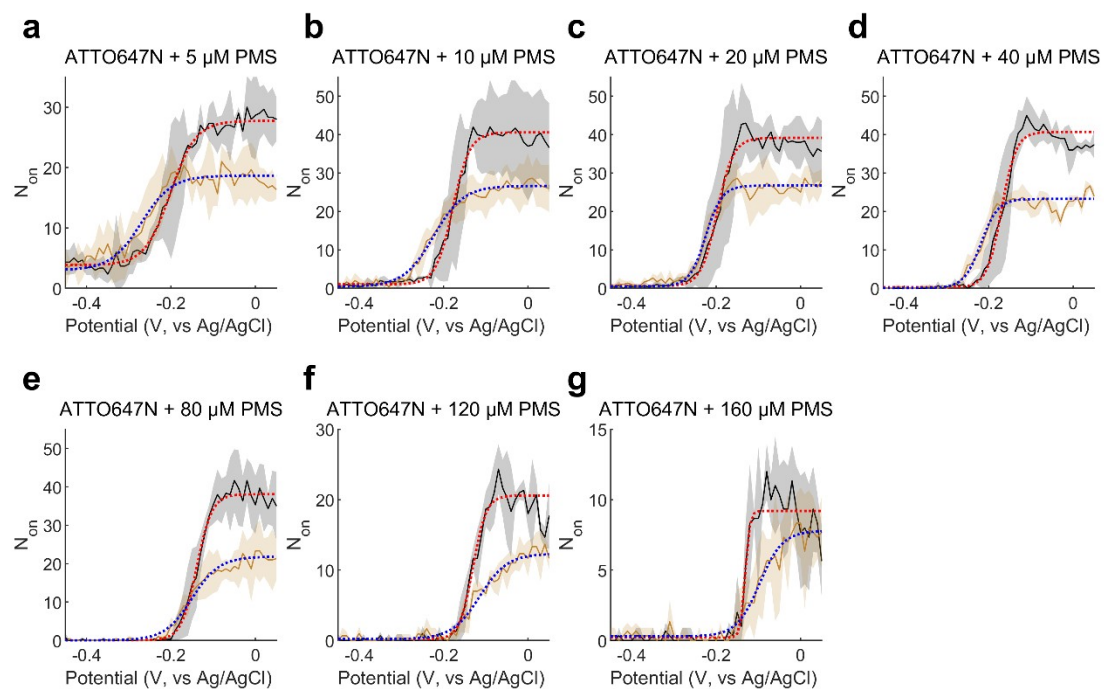 a
ATTO647N + 5 µM PMS
N_on
30
20
10
0
-0.4
-0.2
0
Potential (V, vs Ag/AgCl)
b
ATTO647N + 10 µM PMS
N_on
50
40
30
20
10
0
-0.4
-0.2
0
Potential (V, vs Ag/AgCl)
c
ATTO647N + 20 µM PMS
N_on
50
40
30
20
10
0
-0.4
-0.2
0
Potential (V, vs Ag/AgCl)
d
ATTO647N + 40 µM PMS
N_on
50
40
30
20
10
0
-0.4
-0.2
0
Potential (V, vs Ag/AgCl)
e
ATTO647N + 80 µM PMS
N_on
50
40
30
20
10
0
-0.4
-0.2
0
Potential (V, vs Ag/AgCl)
f
ATTO647N + 120 µM PMS
N_on
30
20
10
0
-0.4
-0.2
0
Potential (V, vs Ag/AgCl)
g
ATTO647N + 160 µM PMS
N_on
15
10
5
0
-0.4
-0.2
0
Potential (V, vs Ag/AgCl)